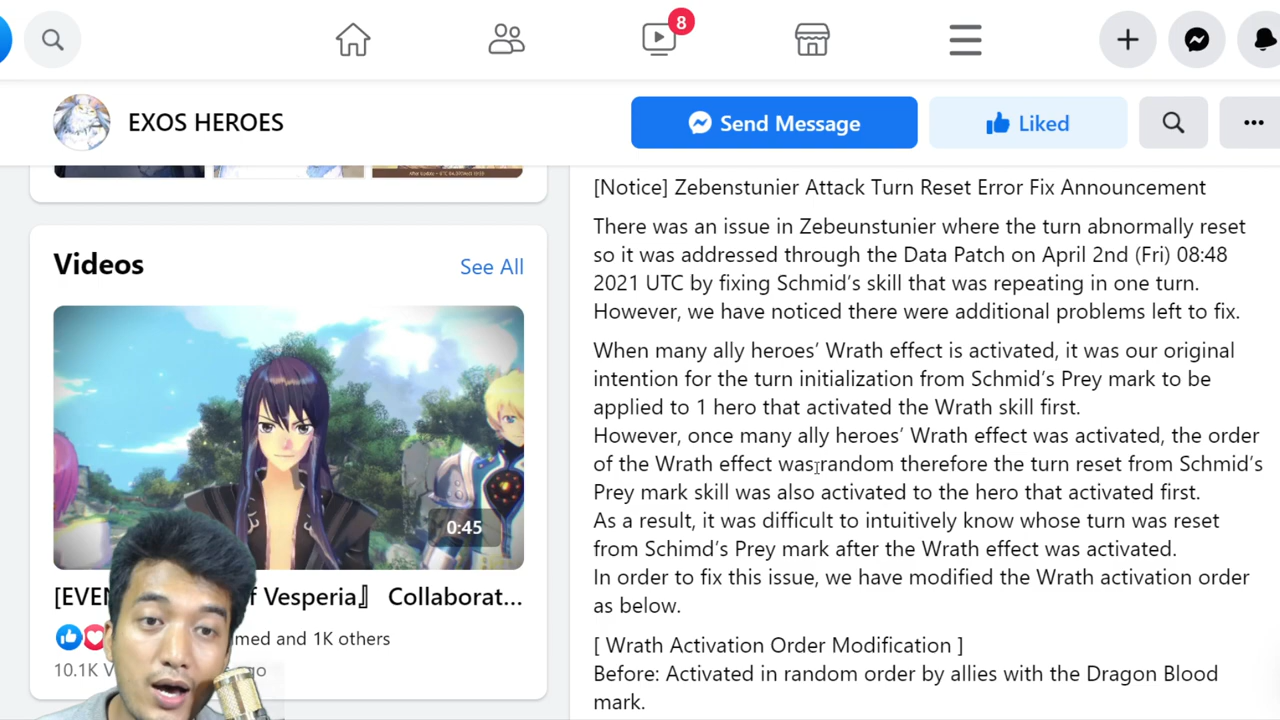 8
EXOS HEROES
Send Message
Liked
Videos
See All
0:45
f Vesperia』 Collaborat...
med and 1K others
10.1K
[Notice] Zebenstunier Attack Turn Reset Error Fix Announcement
There was an issue in Zebeunstunier where the turn abnormally reset
so it was addressed through the Data Patch on April 2nd (Fri) 08:48
2021 UTC by fixing Schmid's skill that was repeating in one turn.
However, we have noticed there were additional problems left to fix.
When many ally heroes' Wrath effect is activated, it was our original
intention for the turn initialization from Schmid's Prey mark to be
applied to 1 hero that activated the Wrath skill first.
However, once many ally heroes' Wrath effect was activated, the order
of the Wrath effect was random therefore the turn reset from Schmid's
Prey mark skill was also activated to the hero that activated first.
As a result, it was difficult to intuitively know whose turn was reset
from Schimd's Prey mark after the Wrath effect was activated.
In order to fix this issue, we have modified the Wrath activation order
as below.
[ Wrath Activation Order Modification ]
Before: Activated in random order by allies with the Dragon Blood
mark.